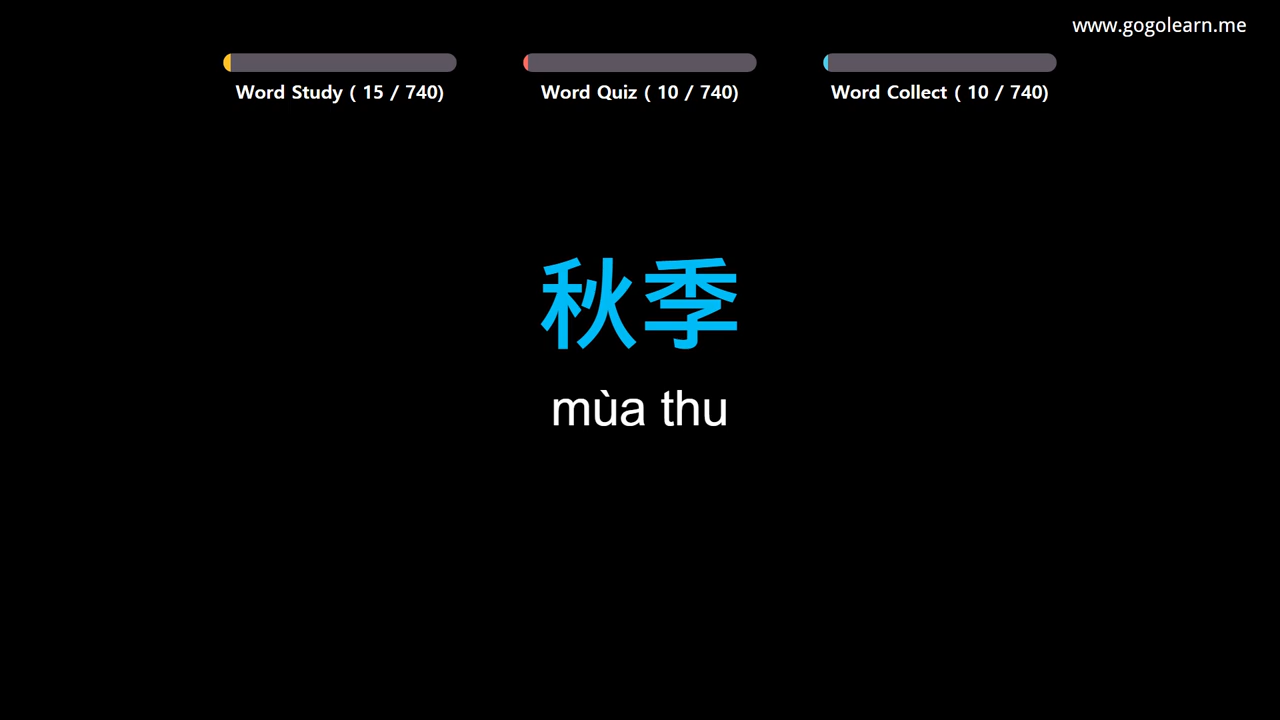 www.gogolearn.me
Word Study ( 15 / 740)
Word Quiz ( 10 / 740)
Word Collect ( 10 / 740)
秋季
mùa thu